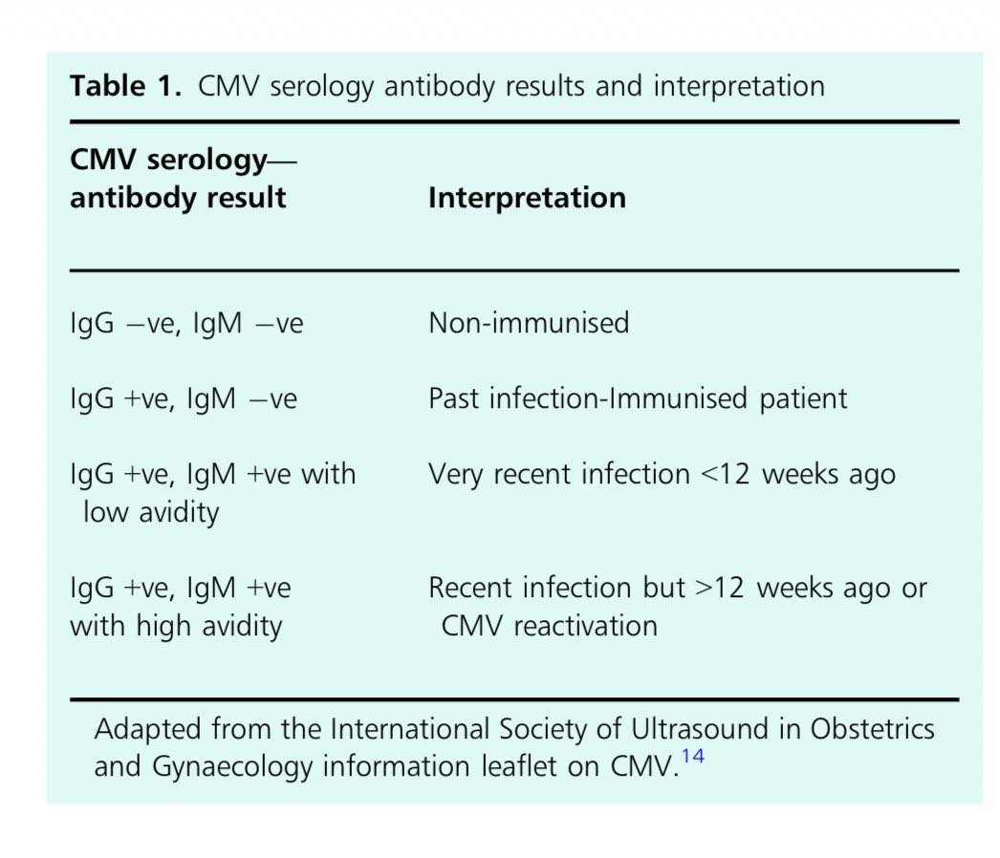 Table 1. CMV serology antibody results and interpretation
CMV serology—
antibody result
Interpretation
IgG −ve, IgM −ve
Non-immunised
IgG +ve, IgM −ve
Past infection-Immunised patient
IgG +ve, IgM +ve with
low avidity
Very recent infection <12 weeks ago
IgG +ve, IgM +ve
with high avidity
Recent infection but >12 weeks ago or
CMV reactivation
Adapted from the International Society of Ultrasound in Obstetrics
and Gynaecology information leaflet on CMV.14